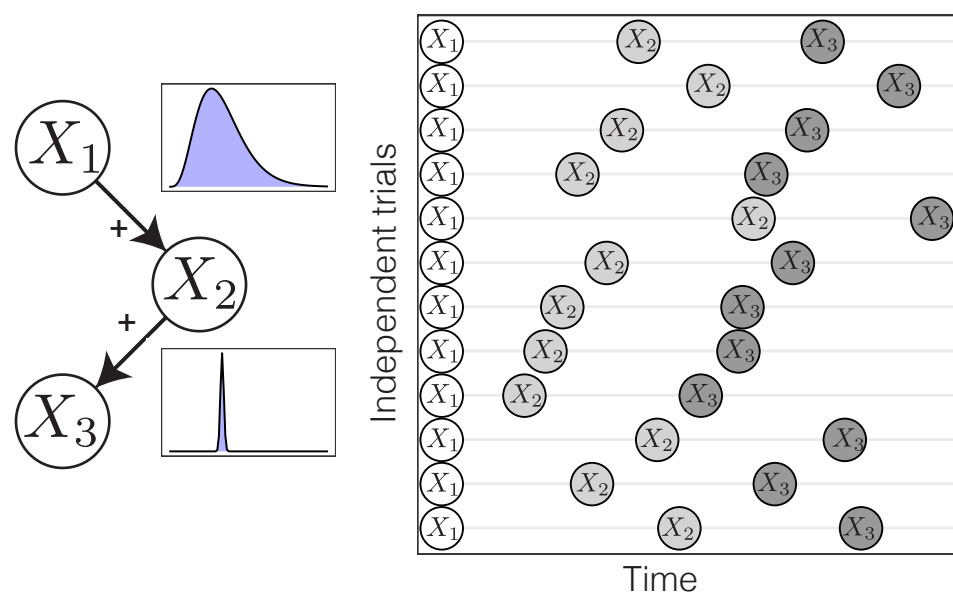 X₁
+
X₂
+
X₃
Independent trials
X₁ X₂ X₃
X₁ X₂ X₃
X₁ X₂ X₃
X₁ X₂ X₃
X₁ X₂ X₃
X₁ X₂ X₃
X₁ X₂ X₃
X₁ X₂ X₃
X₁ X₂ X₃
X₁ X₂ X₃
X₁ X₂ X₃
X₁ X₂ X₃
Time